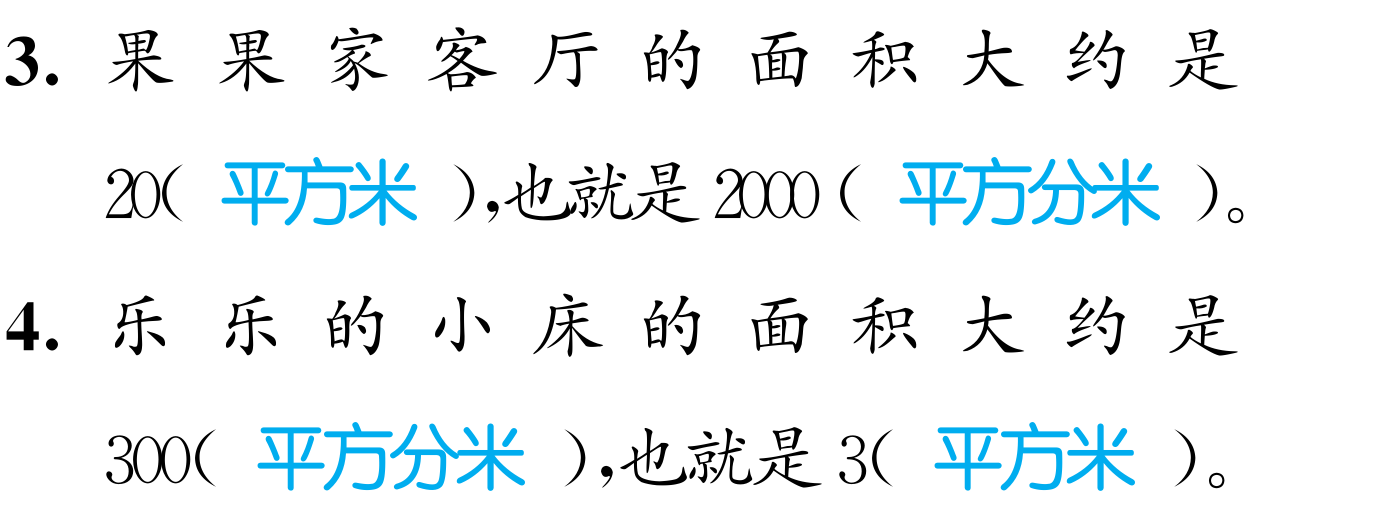 3. 果果家客厅的面积大约是
20( 平方米 ),也就是2000( 平方分米 )。
4. 乐乐的小床的面积大约是
300( 平方分米 ),也就是3( 平方米 )。